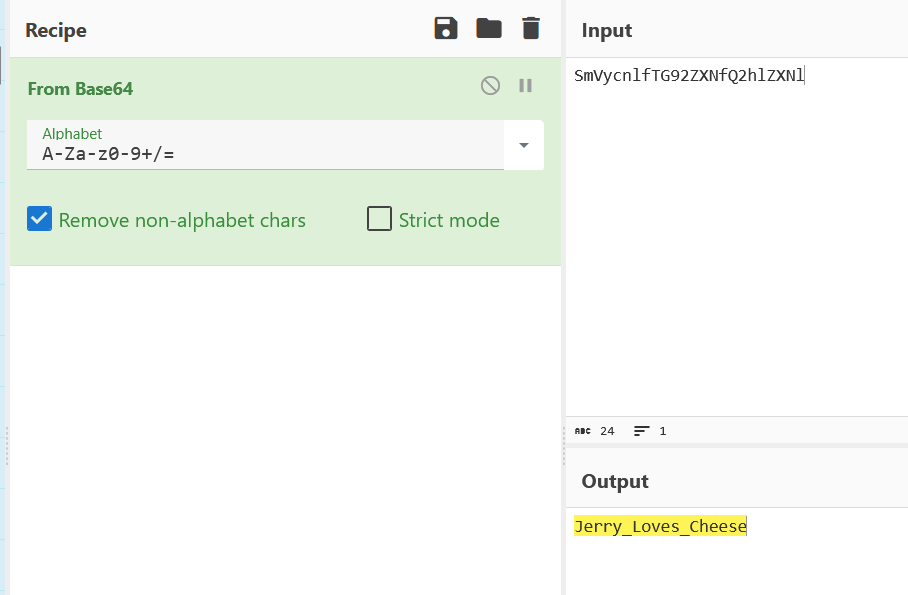 Recipe
From Base64
Alphabet
A-Za-z0-9+/=
Remove non-alphabet chars
Strict mode
Input
SmVycnlfTG92ZXNfQ2hlZXNl
ABC 24 1
Output
Jerry_Loves_Cheese